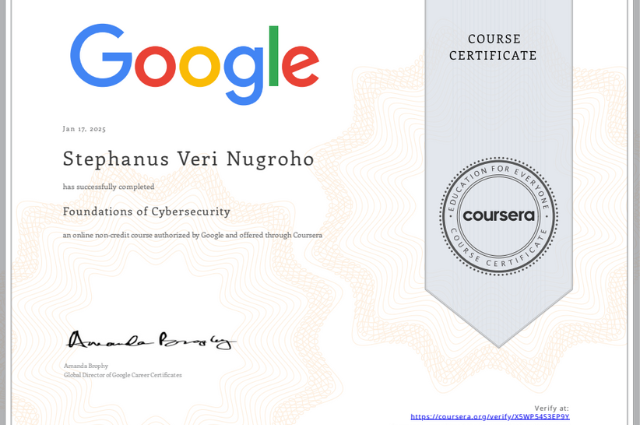 Google
COURSE
CERTIFICATE
Jan 17, 2025
Stephanus Veri Nugroho
has successfully completed
Foundations of Cybersecurity
an online non-credit course authorized by Google and offered through Coursera
EDUCATION FOR EVERYONE
coursera
COURSE CERTIFICATE
Amanda Brophy
Amanda Brophy
Global Director of Google Career Certificates
Verify at:
https://coursera.org/verify/X5WP54S3EP9Y